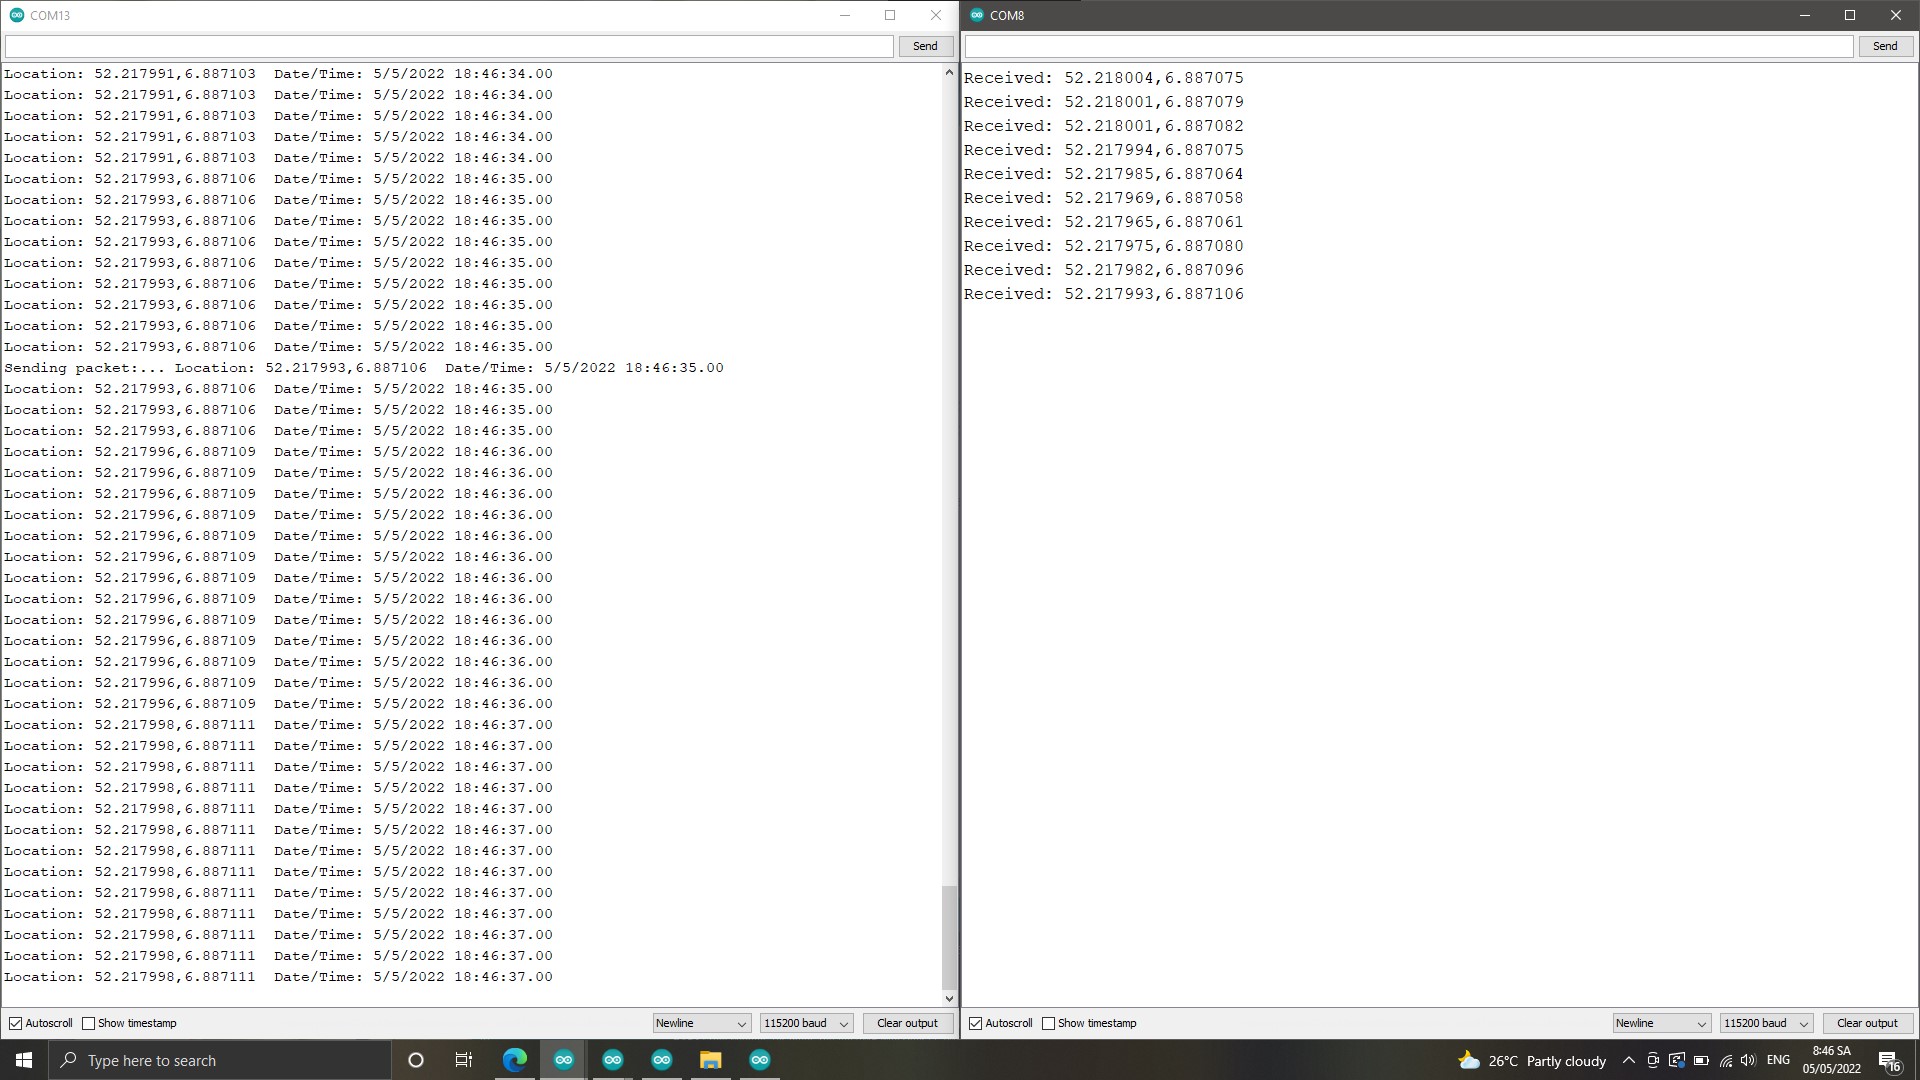 COM13
Send
Location: 52.217991,6.887103  Date/Time: 5/5/2022 18:46:34.00
Location: 52.217991,6.887103  Date/Time: 5/5/2022 18:46:34.00
Location: 52.217991,6.887103  Date/Time: 5/5/2022 18:46:34.00
Location: 52.217991,6.887103  Date/Time: 5/5/2022 18:46:34.00
Location: 52.217991,6.887103  Date/Time: 5/5/2022 18:46:34.00
Location: 52.217993,6.887106  Date/Time: 5/5/2022 18:46:35.00
Location: 52.217993,6.887106  Date/Time: 5/5/2022 18:46:35.00
Location: 52.217993,6.887106  Date/Time: 5/5/2022 18:46:35.00
Location: 52.217993,6.887106  Date/Time: 5/5/2022 18:46:35.00
Location: 52.217993,6.887106  Date/Time: 5/5/2022 18:46:35.00
Location: 52.217993,6.887106  Date/Time: 5/5/2022 18:46:35.00
Location: 52.217993,6.887106  Date/Time: 5/5/2022 18:46:35.00
Location: 52.217993,6.887106  Date/Time: 5/5/2022 18:46:35.00
Location: 52.217993,6.887106  Date/Time: 5/5/2022 18:46:35.00
Sending packet:... Location: 52.217993,6.887106  Date/Time: 5/5/2022 18:46:35.00
Location: 52.217993,6.887106  Date/Time: 5/5/2022 18:46:35.00
Location: 52.217993,6.887106  Date/Time: 5/5/2022 18:46:35.00
Location: 52.217993,6.887106  Date/Time: 5/5/2022 18:46:35.00
Location: 52.217996,6.887109  Date/Time: 5/5/2022 18:46:36.00
Location: 52.217996,6.887109  Date/Time: 5/5/2022 18:46:36.00
Location: 52.217996,6.887109  Date/Time: 5/5/2022 18:46:36.00
Location: 52.217996,6.887109  Date/Time: 5/5/2022 18:46:36.00
Location: 52.217996,6.887109  Date/Time: 5/5/2022 18:46:36.00
Location: 52.217996,6.887109  Date/Time: 5/5/2022 18:46:36.00
Location: 52.217996,6.887109  Date/Time: 5/5/2022 18:46:36.00
Location: 52.217996,6.887109  Date/Time: 5/5/2022 18:46:36.00
Location: 52.217996,6.887109  Date/Time: 5/5/2022 18:46:36.00
Location: 52.217996,6.887109  Date/Time: 5/5/2022 18:46:36.00
Location: 52.217996,6.887109  Date/Time: 5/5/2022 18:46:36.00
Location: 52.217996,6.887109  Date/Time: 5/5/2022 18:46:36.00
Location: 52.217996,6.887109  Date/Time: 5/5/2022 18:46:36.00
Location: 52.217998,6.887111  Date/Time: 5/5/2022 18:46:37.00
Location: 52.217998,6.887111  Date/Time: 5/5/2022 18:46:37.00
Location: 52.217998,6.887111  Date/Time: 5/5/2022 18:46:37.00
Location: 52.217998,6.887111  Date/Time: 5/5/2022 18:46:37.00
Location: 52.217998,6.887111  Date/Time: 5/5/2022 18:46:37.00
Location: 52.217998,6.887111  Date/Time: 5/5/2022 18:46:37.00
Location: 52.217998,6.887111  Date/Time: 5/5/2022 18:46:37.00
Location: 52.217998,6.887111  Date/Time: 5/5/2022 18:46:37.00
Location: 52.217998,6.887111  Date/Time: 5/5/2022 18:46:37.00
Location: 52.217998,6.887111  Date/Time: 5/5/2022 18:46:37.00
Location: 52.217998,6.887111  Date/Time: 5/5/2022 18:46:37.00
Location: 52.217998,6.887111  Date/Time: 5/5/2022 18:46:37.00
Location: 52.217998,6.887111  Date/Time: 5/5/2022 18:46:37.00
Autoscroll Show timestamp Newline 115200 baud Clear output
COM8
Send
Received: 52.218004,6.887075
Received: 52.218001,6.887079
Received: 52.218001,6.887082
Received: 52.217994,6.887075
Received: 52.217985,6.887064
Received: 52.217969,6.887058
Received: 52.217965,6.887061
Received: 52.217975,6.887080
Received: 52.217982,6.887096
Received: 52.217993,6.887106
Autoscroll Show timestamp Newline 115200 baud Clear output
Type here to search
26°C Partly cloudy
ENG
8:46 SA
05/05/2022
16